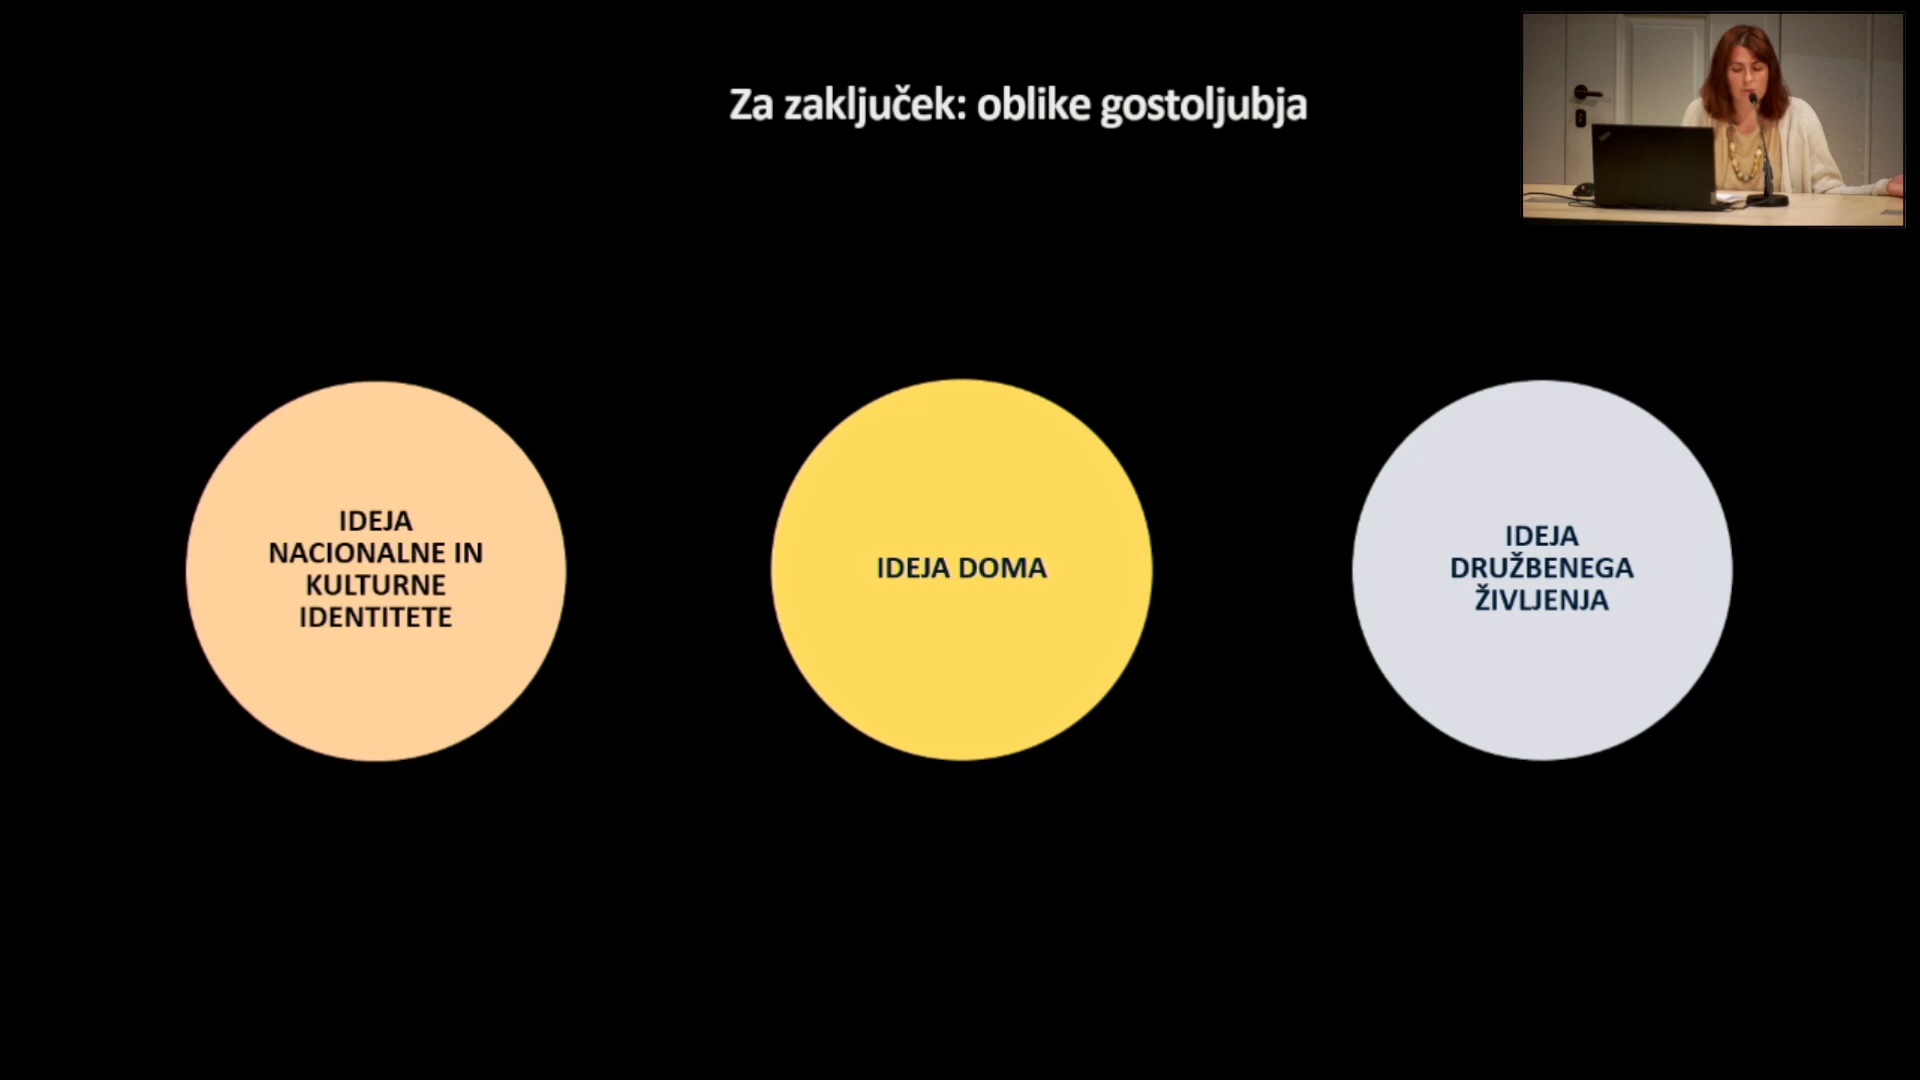 Za zaključek: oblike gostoljubja
IDEJA
NACIONALNE IN
KULTURNE
IDENTITETE
IDEJA DOMA
IDEJA
DRUŽBENEGA
ŽIVLJENJA